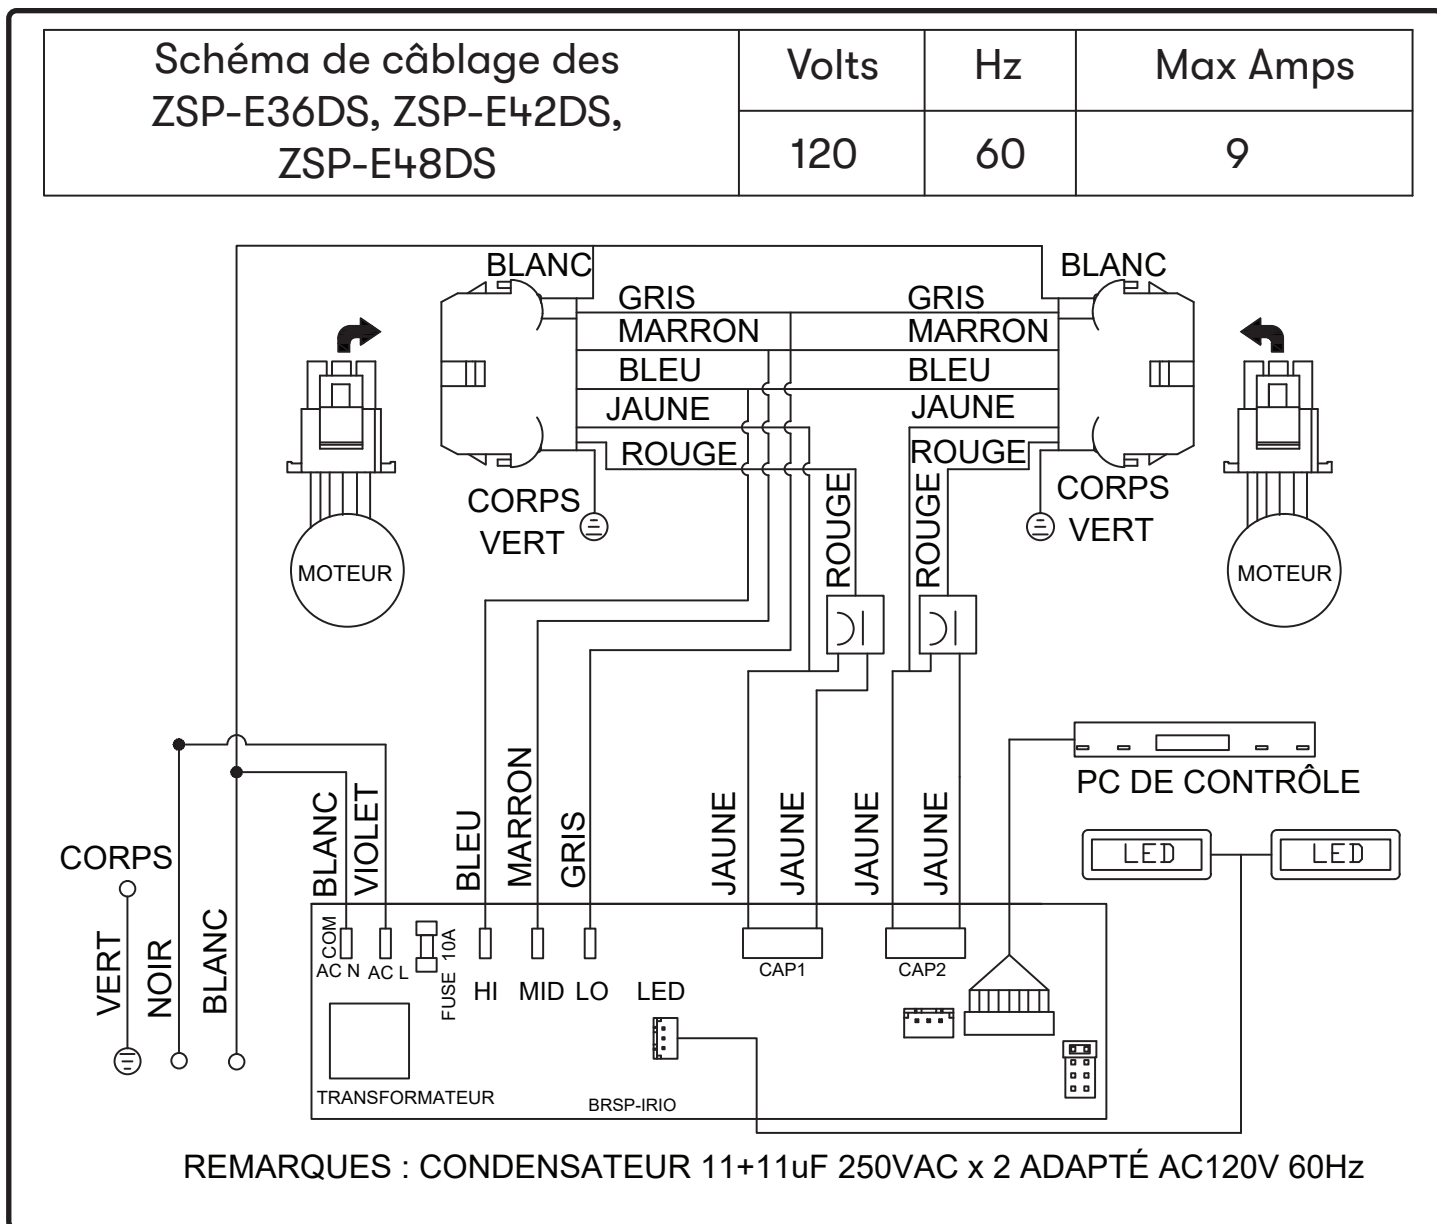 Schéma de câblage des
ZSP-E36DS, ZSP-E42DS,
ZSP-E48DS
Volts Hz Max Amps
120 60 9
BLANC BLANC
GRIS GRIS
MARRON MARRON
BLEU BLEU
JAUNE JAUNE
ROUGE ROUGE
CORPS
VERT
CORPS
VERT
ROUGE
ROUGE
MOTEUR
MOTEUR
PC DE CONTRÔLE
LED LED
CORPS
VERT
NOIR
BLANC
BLANC
VIOLET
BLEU
MARRON
GRIS
JAUNE
JAUNE
JAUNE
JAUNE
COM
AC N
AC L
FUSE 10A
HI MID LO LED
CAP1
CAP2
TRANSFORMATEUR
BRSP-IRIO
REMARQUES : CONDENSATEUR 11+11uF 250VAC x 2 ADAPTÉ AC120V 60Hz